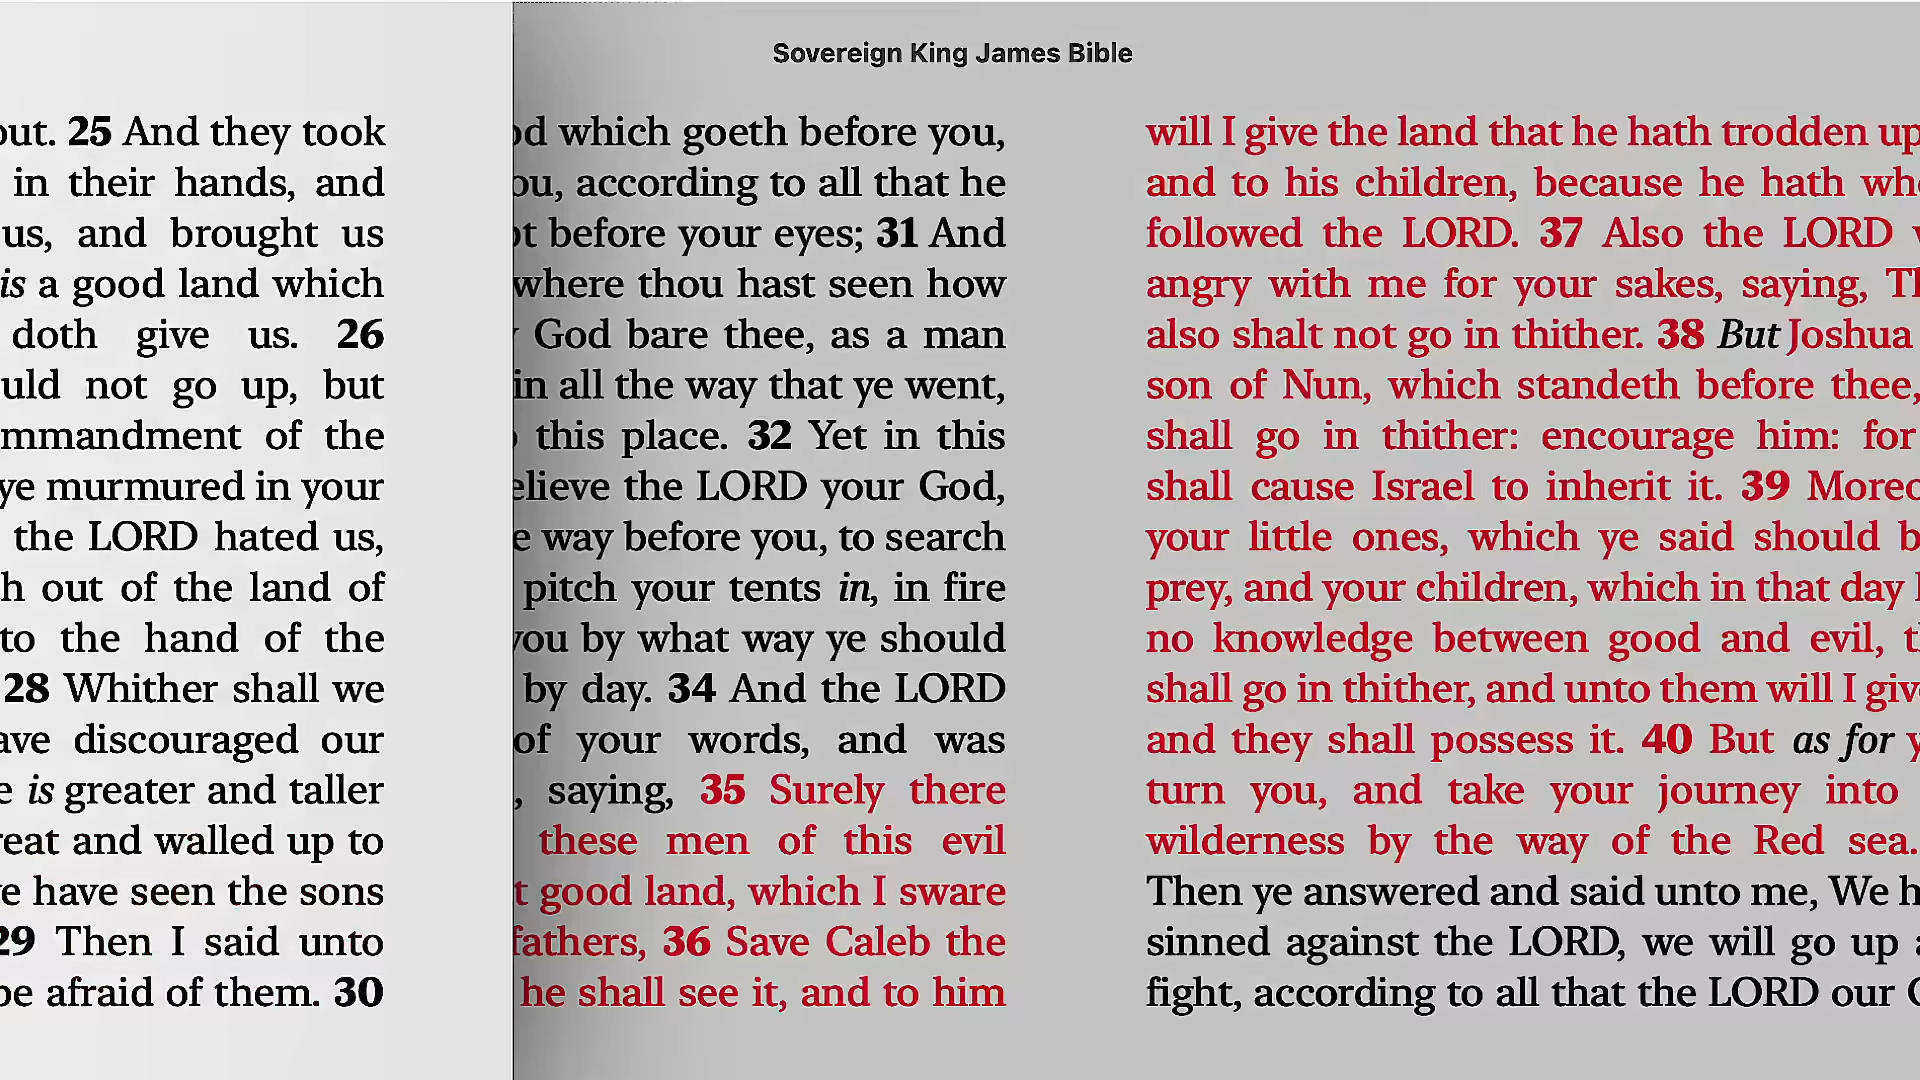 Sovereign King James Bible
out. 25 And they took
in their hands, and
us, and brought us
is a good land which
doth give us. 26
uld not go up, but
mmandment of the
ye murmured in your
the LORD hated us,
h out of the land of
to the hand of the
28 Whither shall we
ave discouraged our
e is greater and taller
reat and walled up to
e have seen the sons
29 Then I said unto
be afraid of them. 30
od which goeth before you,
ou, according to all that he
ot before your eyes; 31 And
where thou hast seen how
God bare thee, as a man
in all the way that ye went,
this place. 32 Yet in this
elieve the LORD your God,
e way before you, to search
pitch your tents in, in fire
you by what way ye should
by day. 34 And the LORD
of your words, and was
, saying, 35 Surely there
these men of this evil
t good land, which I sware
fathers, 36 Save Caleb the
he shall see it, and to him
will I give the land that he hath trodden up
and to his children, because he hath who
followed the LORD. 37 Also the LORD
angry with me for your sakes, saying, Th
also shalt not go in thither. 38 But Joshua
son of Nun, which standeth before thee,
shall go in thither: encourage him: for
shall cause Israel to inherit it. 39 Moreo
your little ones, which ye said should b
prey, and your children, which in that day
no knowledge between good and evil, t
shall go in thither, and unto them will I giv
and they shall possess it. 40 But as for y
turn you, and take your journey into
wilderness by the way of the Red sea.
Then ye answered and said unto me, We h
sinned against the LORD, we will go up a
fight, according to all that the LORD our G